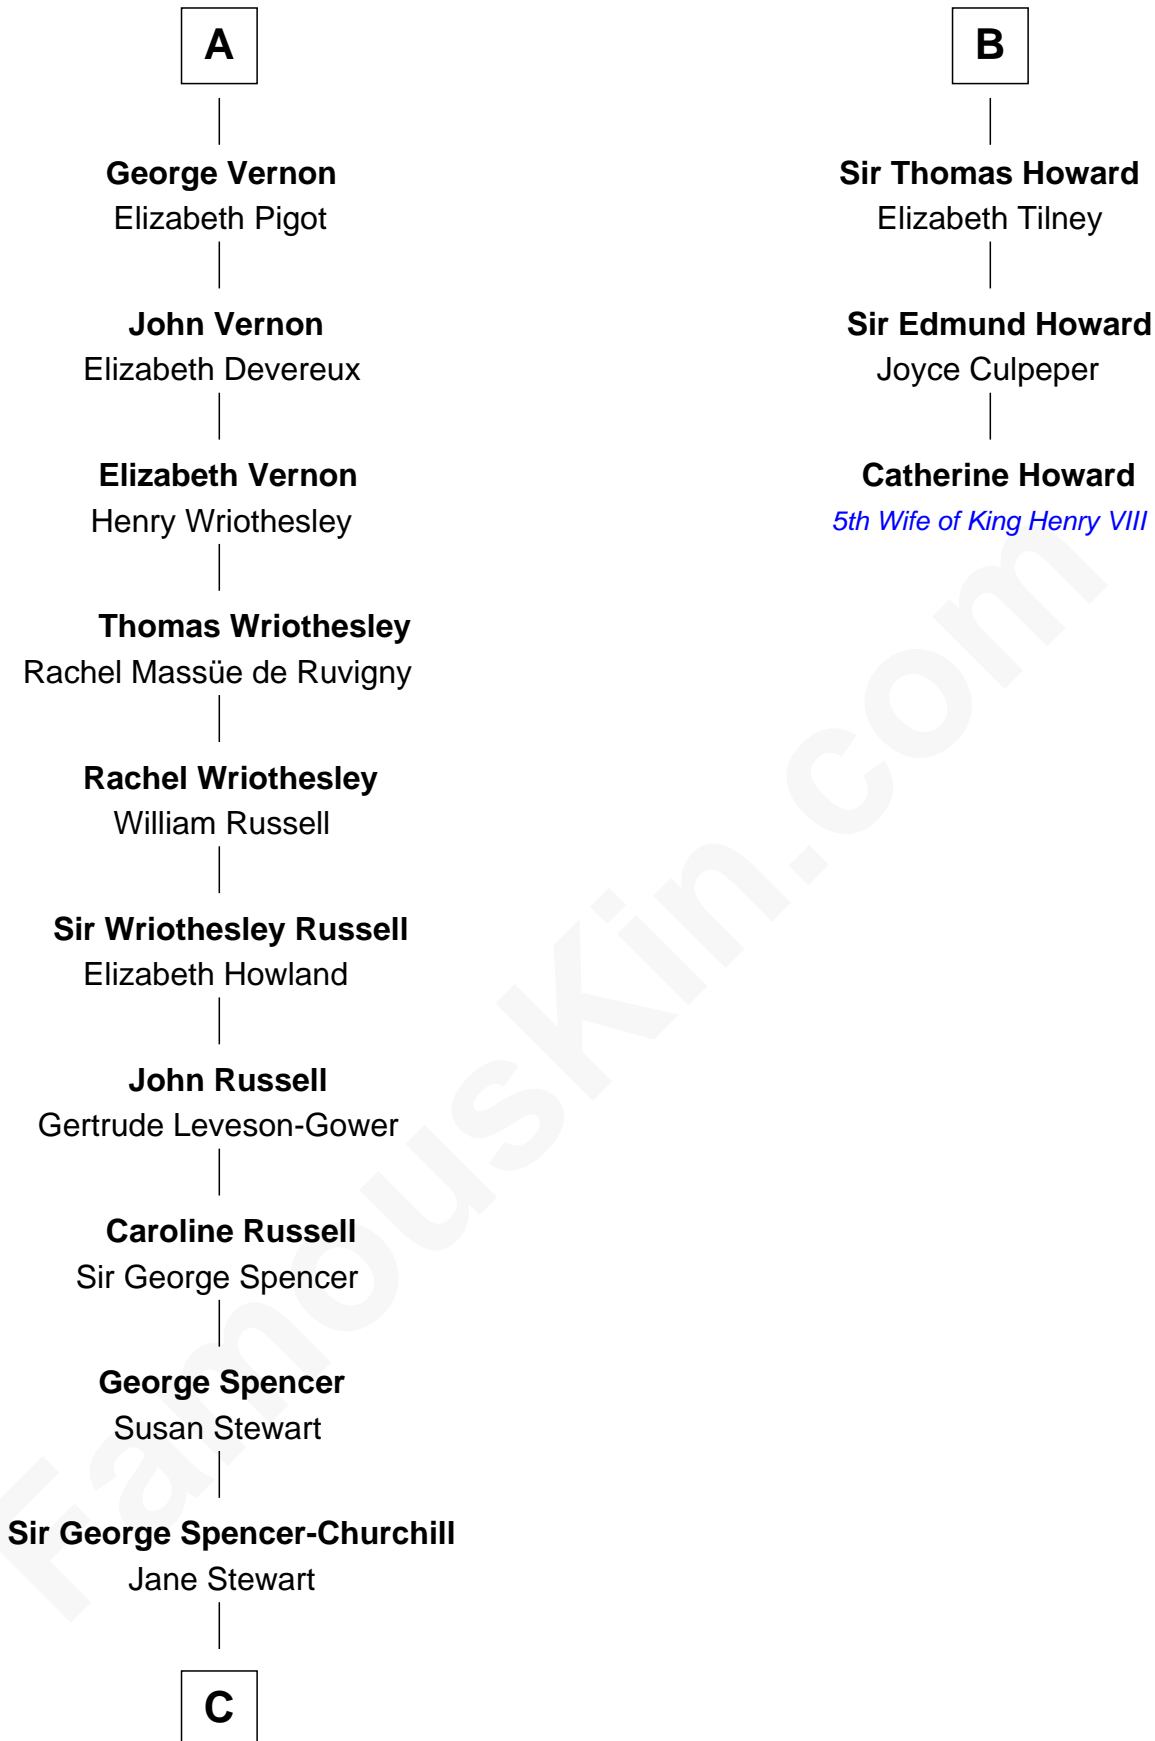 A
George Vernon
Elizabeth Pigot
John Vernon
Elizabeth Devereux
Elizabeth Vernon
Henry Wriothesley
Thomas Wriothesley
Rachel Massüe de Ruvigny
Rachel Wriothesley
William Russell
Sir Wriothesley Russell
Elizabeth Howland
John Russell
Gertrude Leveson-Gower
Caroline Russell
Sir George Spencer
George Spencer
Susan Stewart
Sir George Spencer-Churchill
Jane Stewart
C
B
Sir Thomas Howard
Elizabeth Tilney
Sir Edmund Howard
Joyce Culpeper
Catherine Howard
5th Wife of King Henry VIII
FamousKin.com